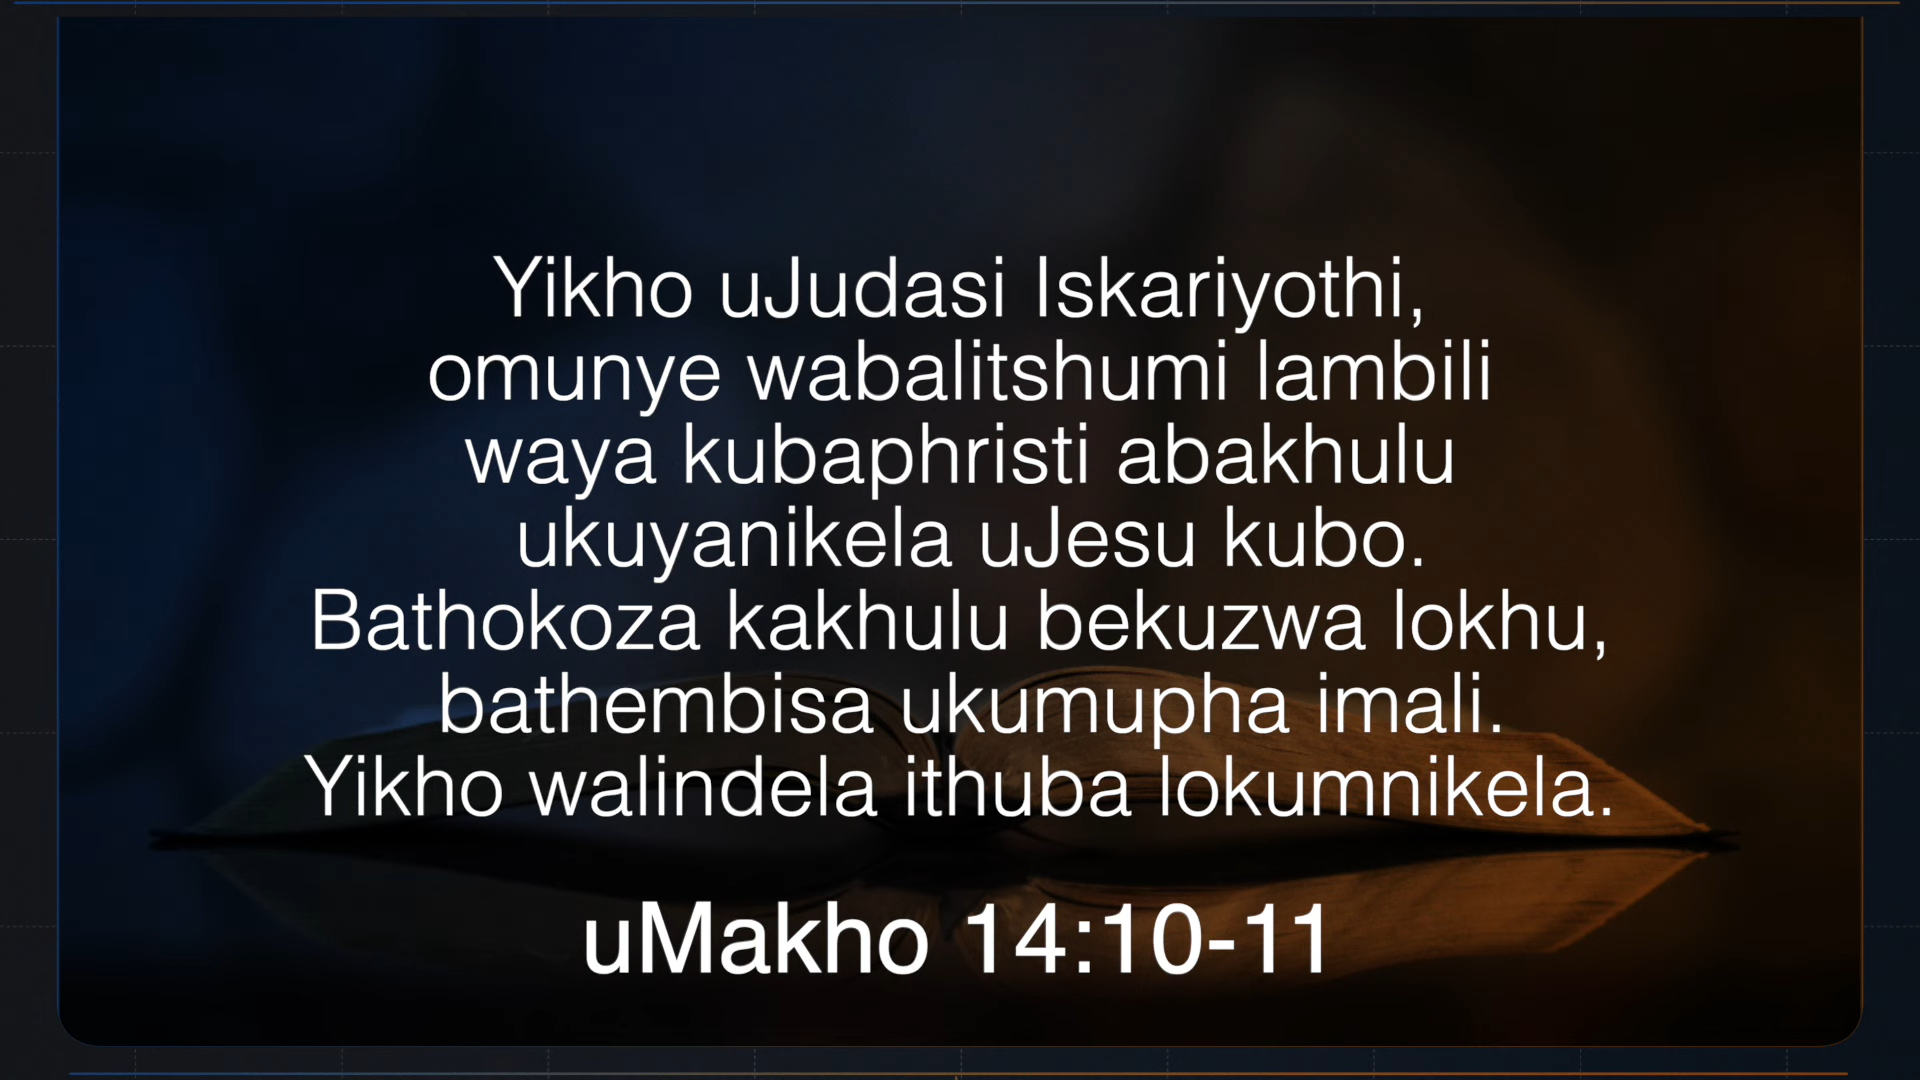 Yikho uJudasi Iskariyothi,
omunye wabalitshumi lambili
waya kubaphristi abakhulu
ukuyanikela uJesu kubo.
Bathokoza kakhulu bekuzwa lokhu,
bathembisa ukumupha imali.
Yikho walindela ithuba lokumnikela.
uMakho 14:10-11